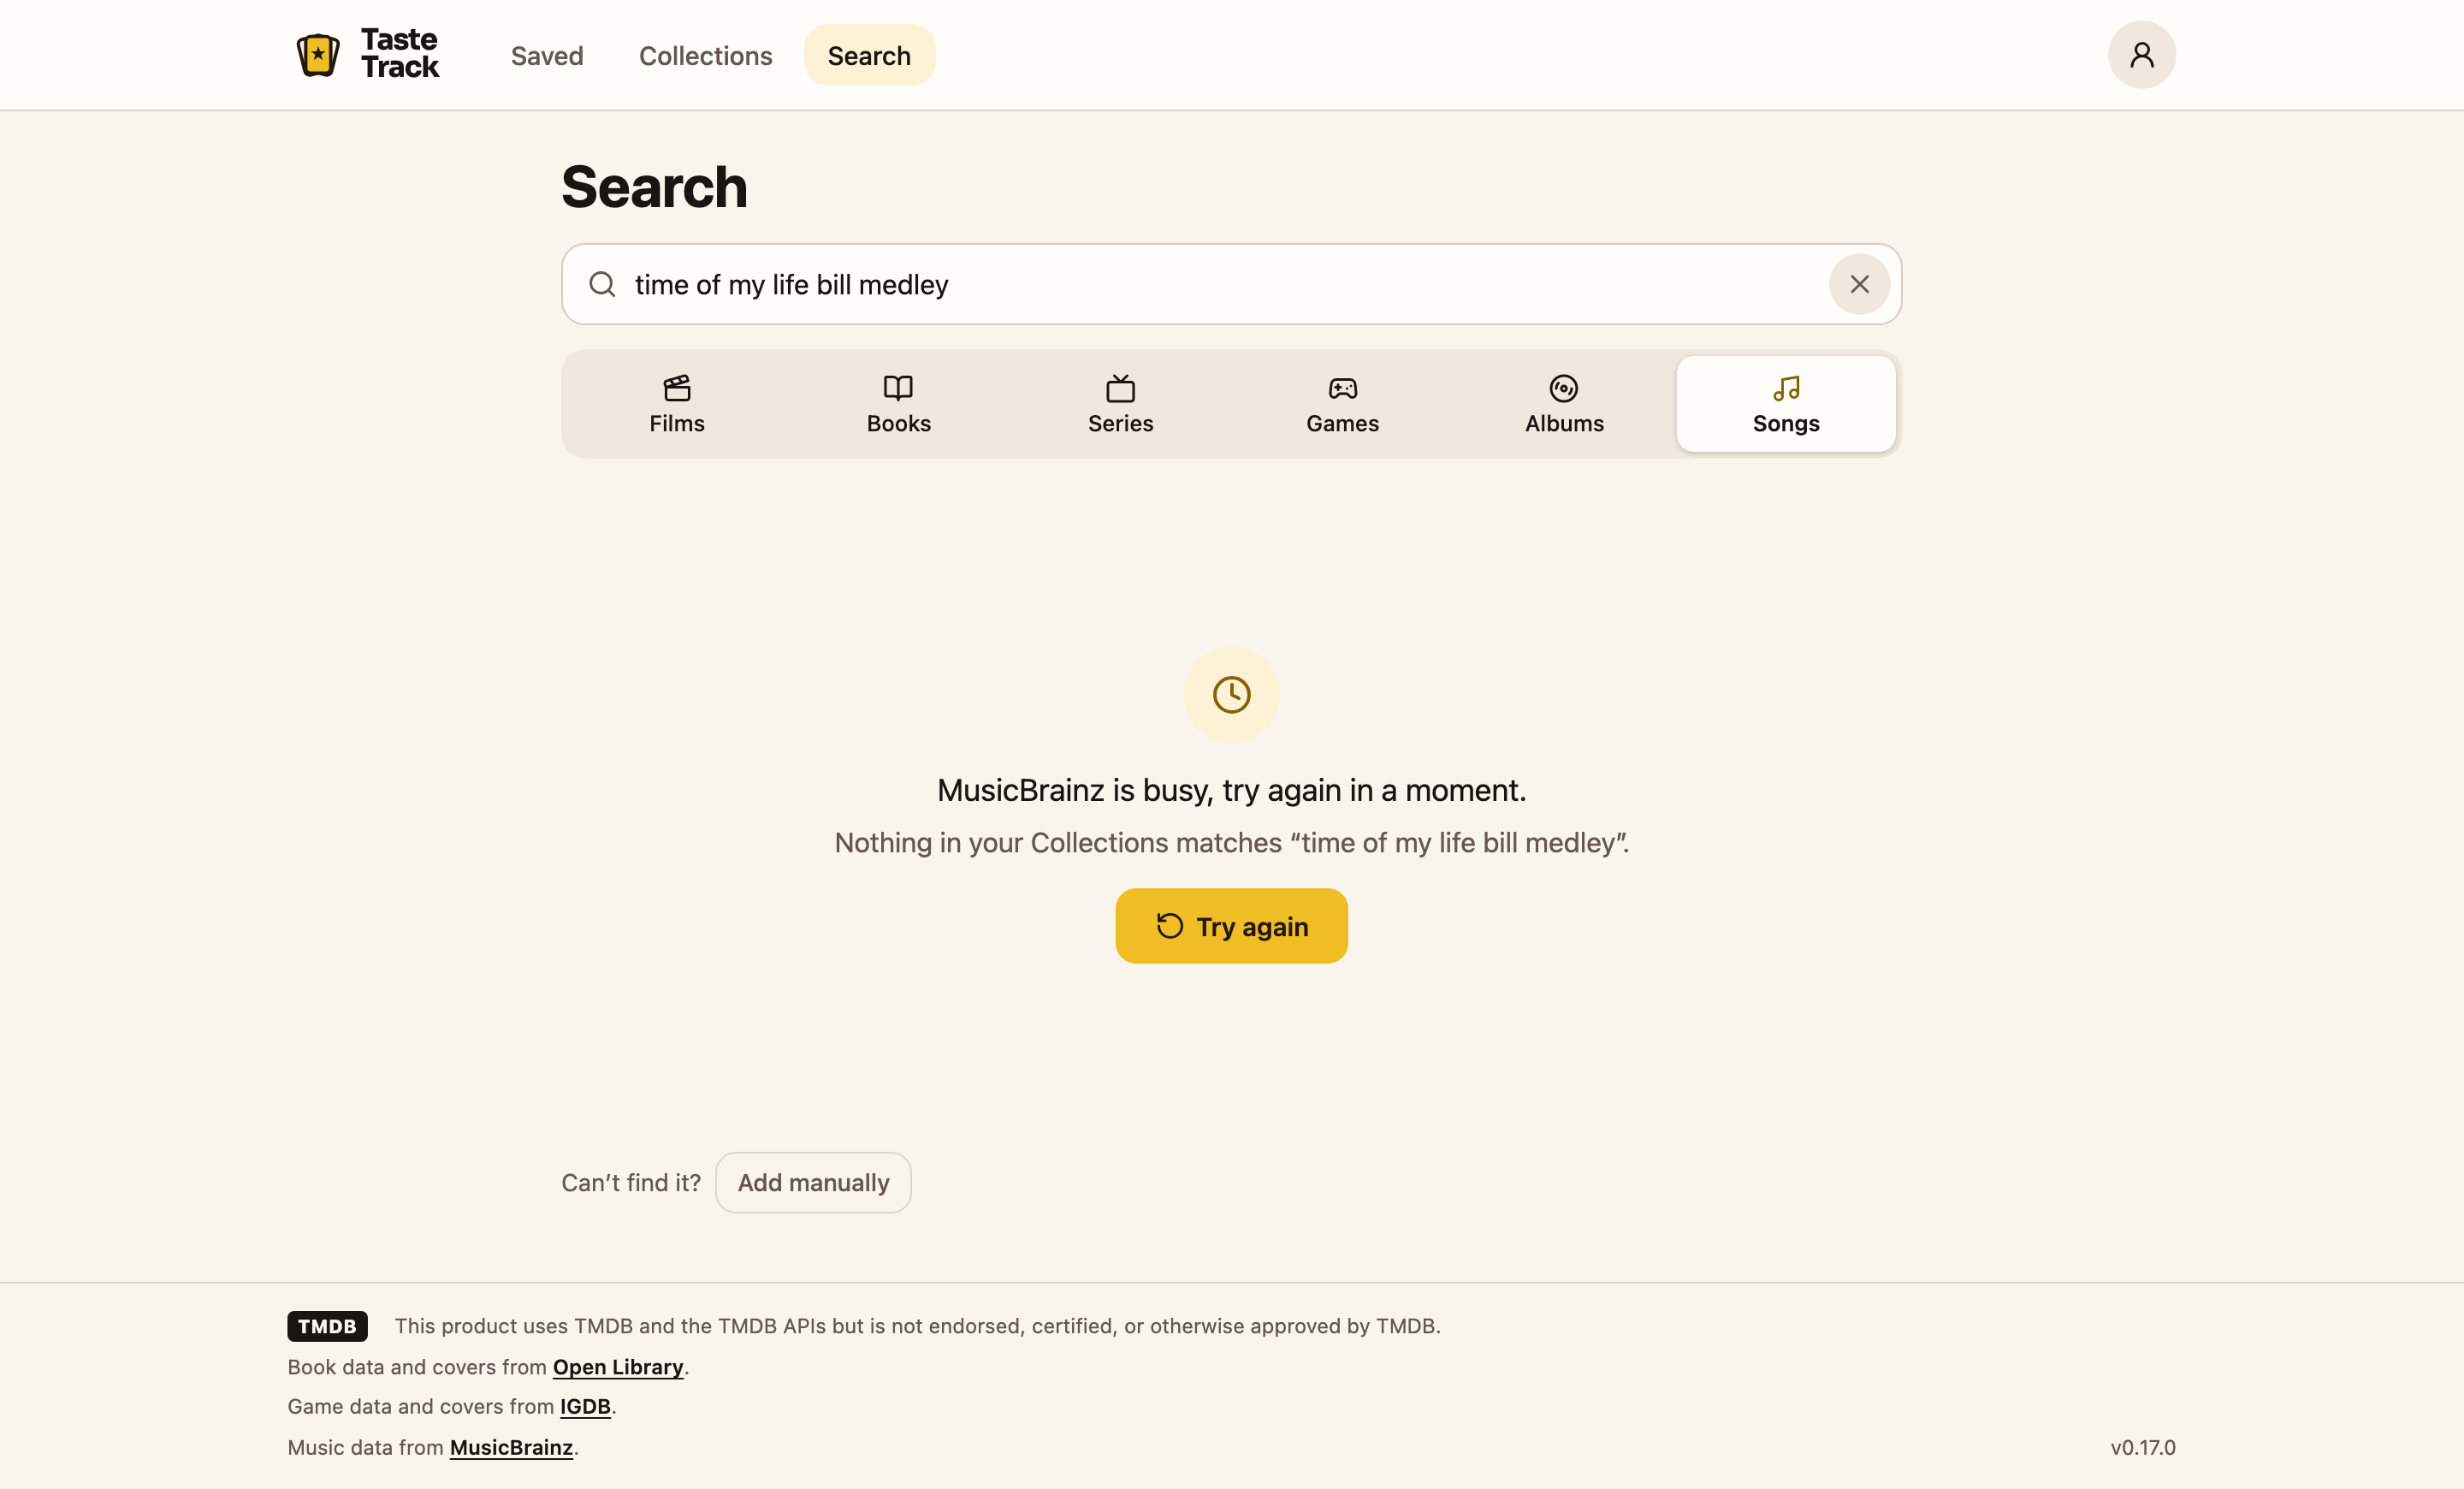 Taste
Track
Saved
Collections
Search
Search
time of my life bill medley
Films
Books
Series
Games
Albums
Songs
MusicBrainz is busy, try again in a moment.
Nothing in your Collections matches “time of my life bill medley”.
Try again
Can’t find it?
Add manually
TMDB
This product uses TMDB and the TMDB APIs but is not endorsed, certified, or otherwise approved by TMDB.
Book data and covers from Open Library.
Game data and covers from IGDB.
Music data from MusicBrainz.
v0.17.0